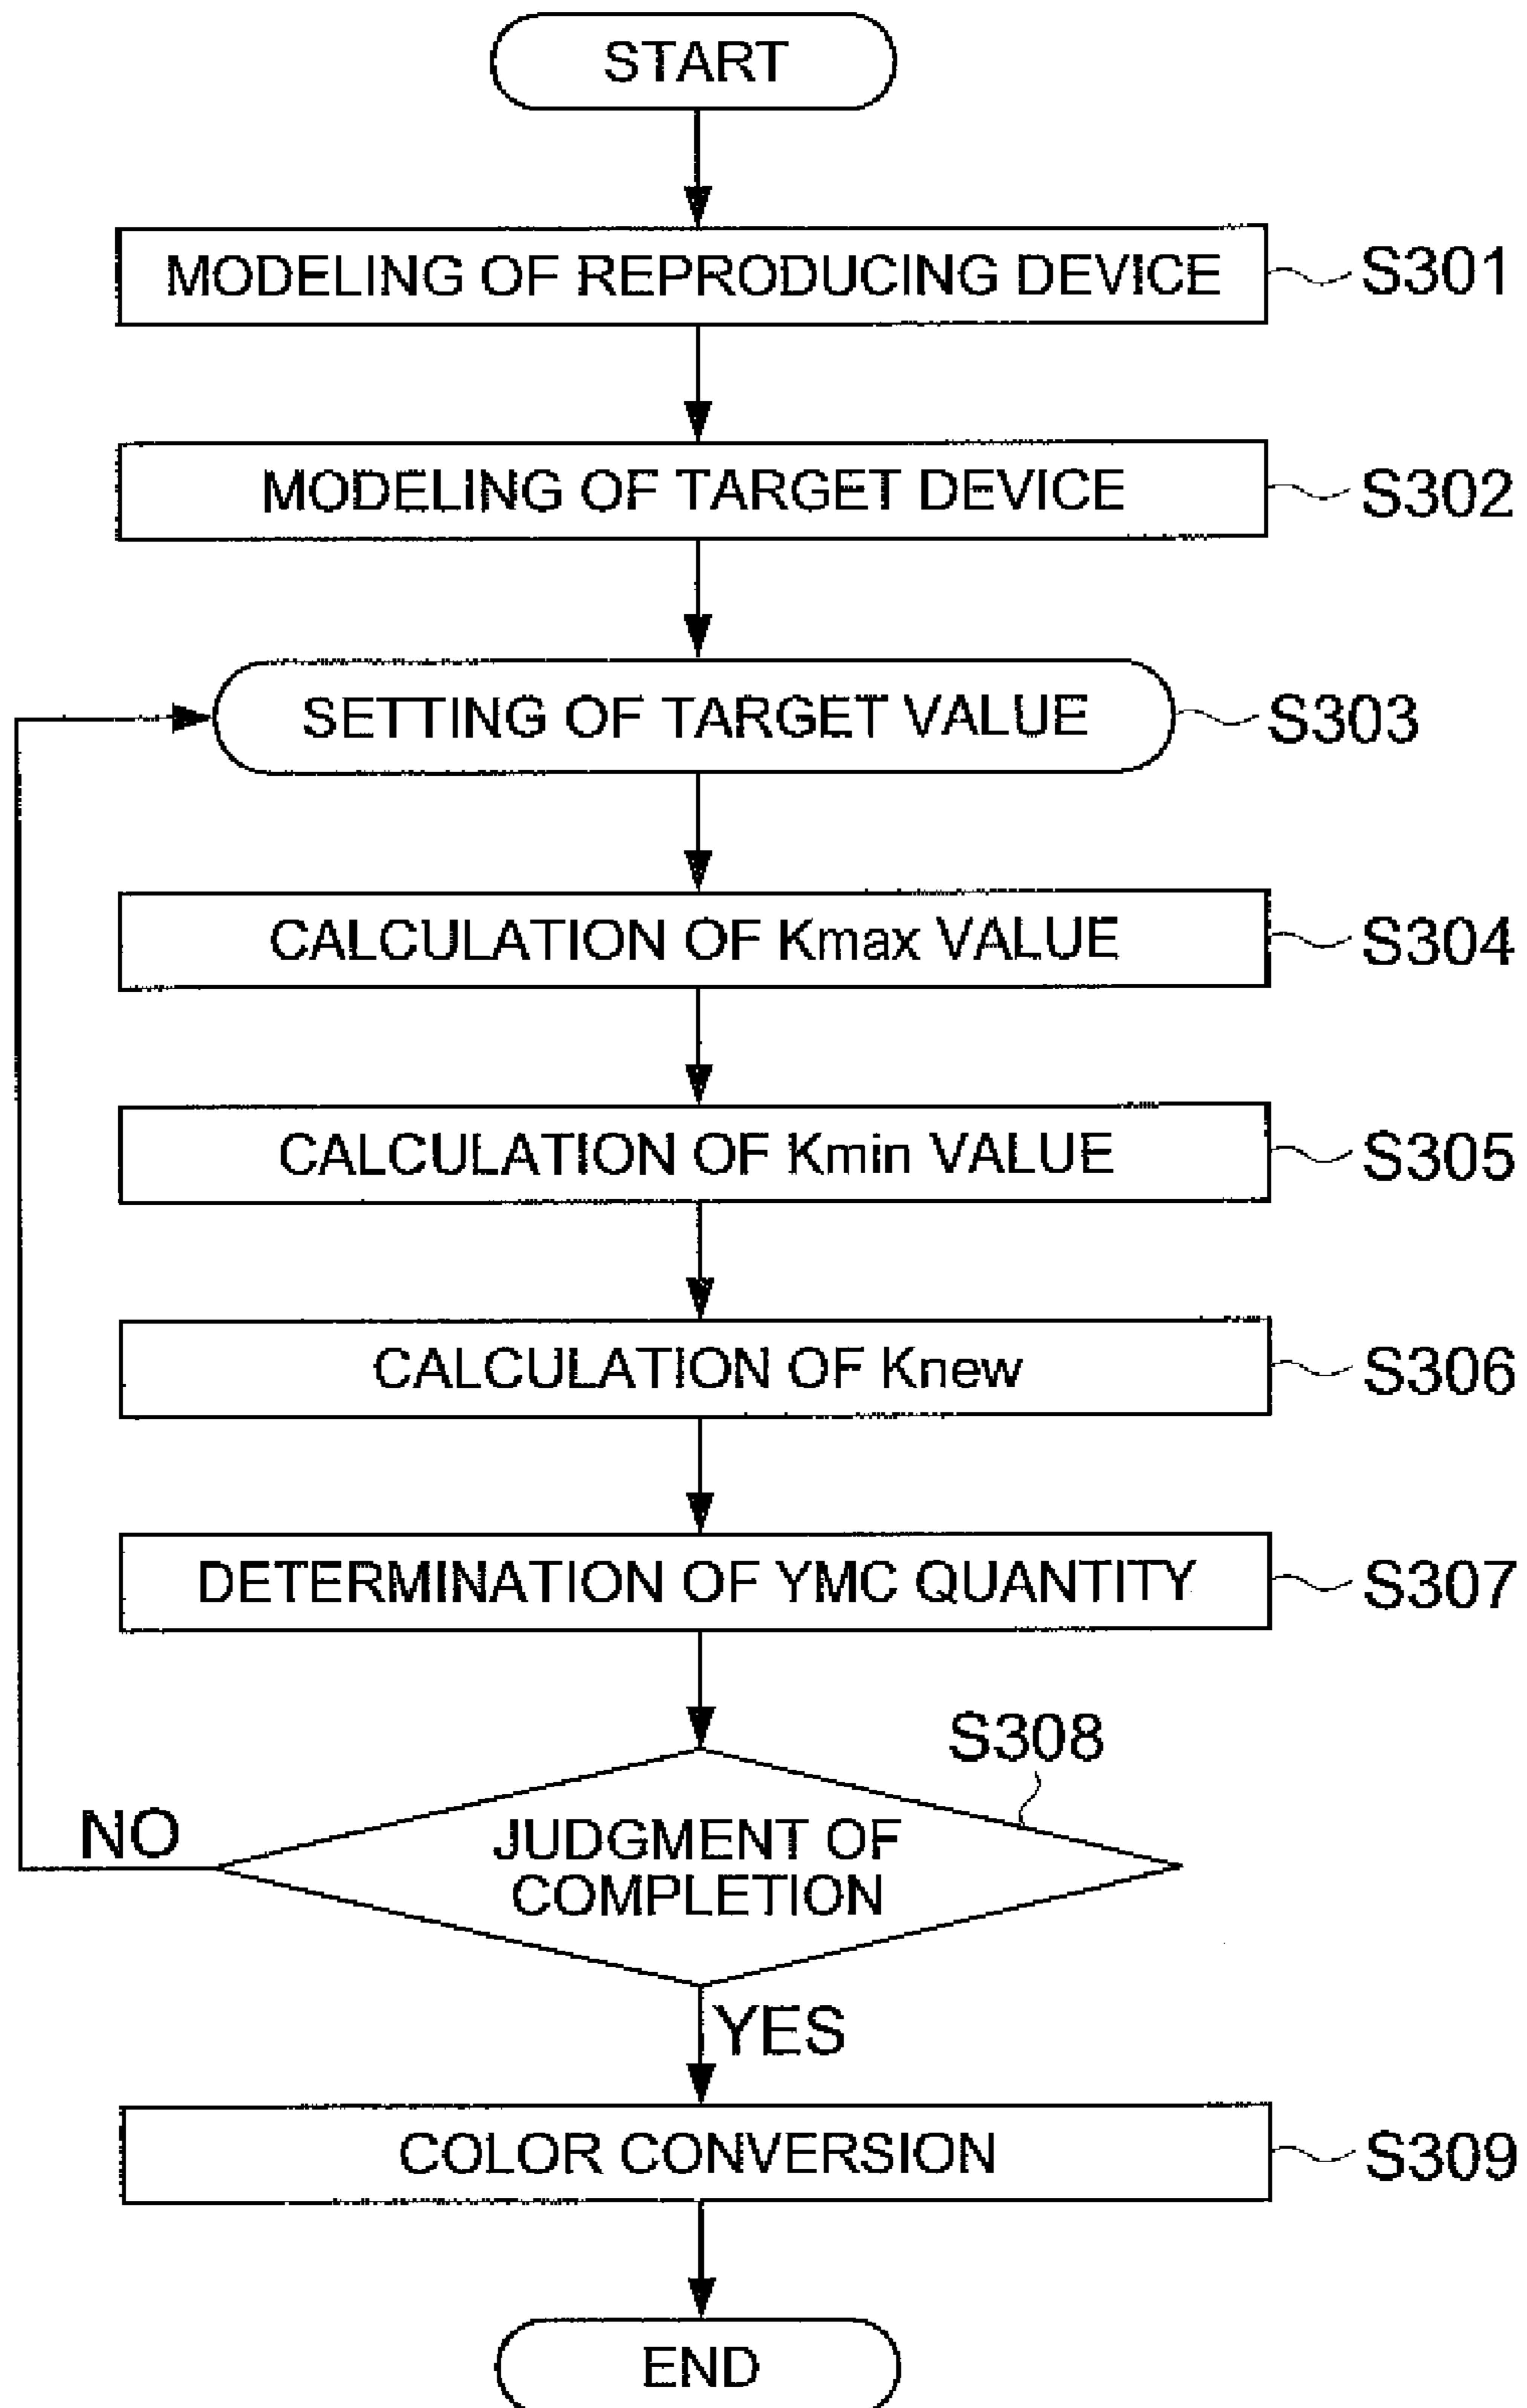 START
MODELING OF REPRODUCING DEVICE
S301
MODELING OF TARGET DEVICE
S302
SETTING OF TARGET VALUE
S303
CALCULATION OF Kmax VALUE
S304
CALCULATION OF Kmin VALUE
S305
CALCULATION OF Knew
S306
DETERMINATION OF YMC QUANTITY
S307
S308
JUDGMENT OF
COMPLETION
NO
YES
COLOR CONVERSION
S309
END